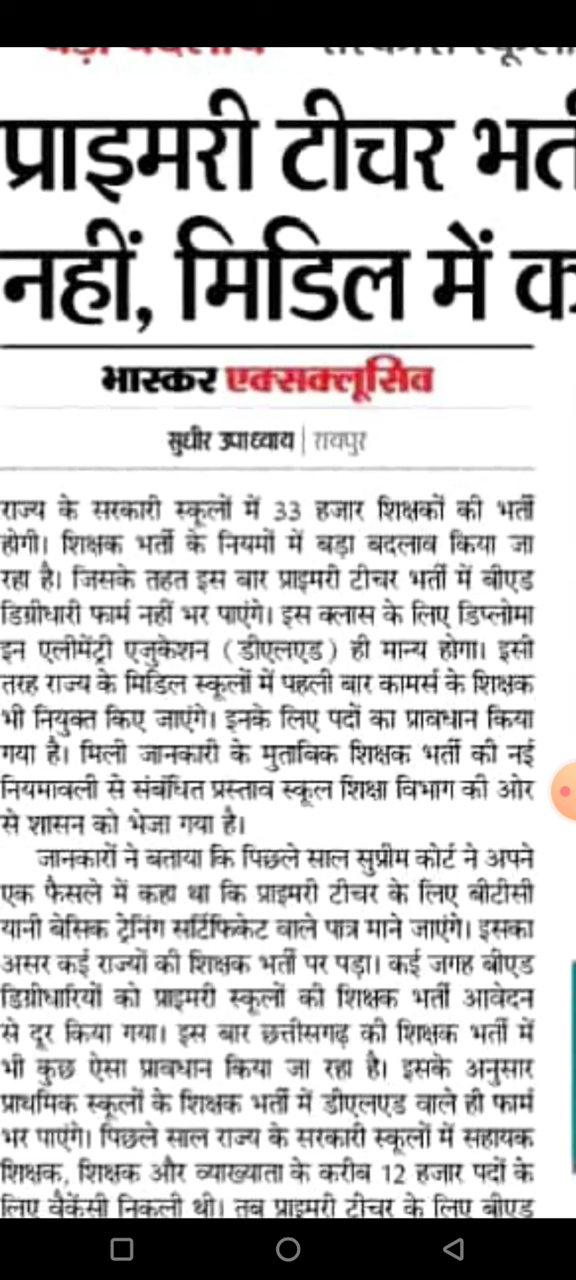 प्राइमरी टीचर
नहीं, मिडिल में
भास्कर एक्सक्लूसिव
सुधीर उपाध्याय | रायपुर
राज्य के सरकारी स्कूलों में 33 हजार शिक्षकों की भर्ती
होगी। शिक्षक भर्ती के नियमों में बड़ा बदलाव किया जा
रहा है। जिसके तहत इस बार प्राइमरी टीचर भर्ती में बीएड
डिग्रीधारी फार्म नहीं भर पाएंगे। इस क्लास के लिए डिप्लोमा
इन एलीमेंट्री एजुकेशन (डीएलएड) ही मान्य होगा। इसी
तरह राज्य के मिडिल स्कूलों में पहली बार कामर्स के शिक्षक
भी नियुक्त किए जाएंगे। इनके लिए पदों का प्रावधान किया
गया है। मिली जानकारी के मुताबिक शिक्षक भर्ती की नई
नियमावली से संबंधित प्रस्ताव स्कूल शिक्षा विभाग की ओर
से शासन को भेजा गया है।
जानकारों ने बताया कि पिछले साल सुप्रीम कोर्ट ने अपने
एक फैसले में कहा था कि प्राइमरी टीचर के लिए बीटीसी
यानी बेसिक ट्रेनिंग सर्टिफिकेट वाले पात्र माने जाएंगे। इसका
असर कई राज्यों की शिक्षक भर्ती पर पड़ा। कई जगह बीएड
डिग्रीधारियों को प्राइमरी स्कूलों की शिक्षक भर्ती आवेदन
से दूर किया गया। इस बार छत्तीसगढ़ की शिक्षक भर्ती में
भी कुछ ऐसा प्रावधान किया जा रहा है। इसके अनुसार
प्राथमिक स्कूलों के शिक्षक भर्ती में डीएलएड वाले ही फार्म
भर पाएंगे। पिछले साल राज्य के सरकारी स्कूलों में सहायक
शिक्षक, शिक्षक और व्याख्याता के करीब 12 हजार पदों के
लिए वैकेंसी निकली थी। तब प्राइमरी टीचर के लिए बीएड